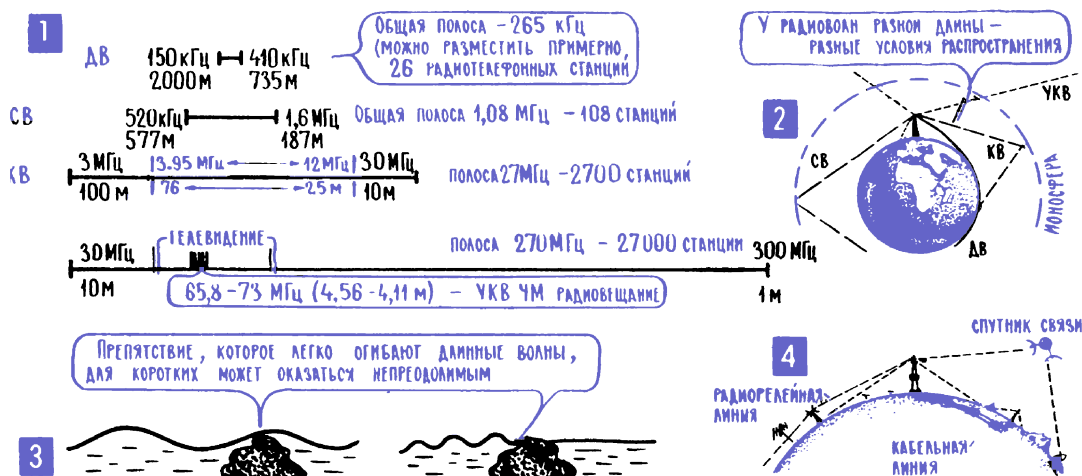 1
ДВ
150 кГц 410 кГц
2000 м 735 м
Общая полоса – 265 кГц
(можно разместить примерно,
26 радиотелефонных станций
СВ
520 кГц 1,6 МГц
577 м 187 м
Общая полоса 1,08 МГц – 108 станций
КВ
3 МГц 3.95 МГц 12 МГц 30 МГц
100 м 76 25 м 10 м
полоса 27 МГц – 2700 станций
30 МГц Телевидение 300 МГц
полоса 270 МГц – 27000 станции
10 м 1 м
65,8 – 73 МГц (4,56 - 4,11 м) – УКВ ЧМ радиовещание
2
У радиоволн разной длины –
разные условия распространения
УКВ
СВ
КВ
ДВ
ионосфера
3
Препятствие, которое легко огибают длинные волны,
для коротких может оказаться непреодолимым
4
спутник связи
радиорелейная
линия
кабельная
линия